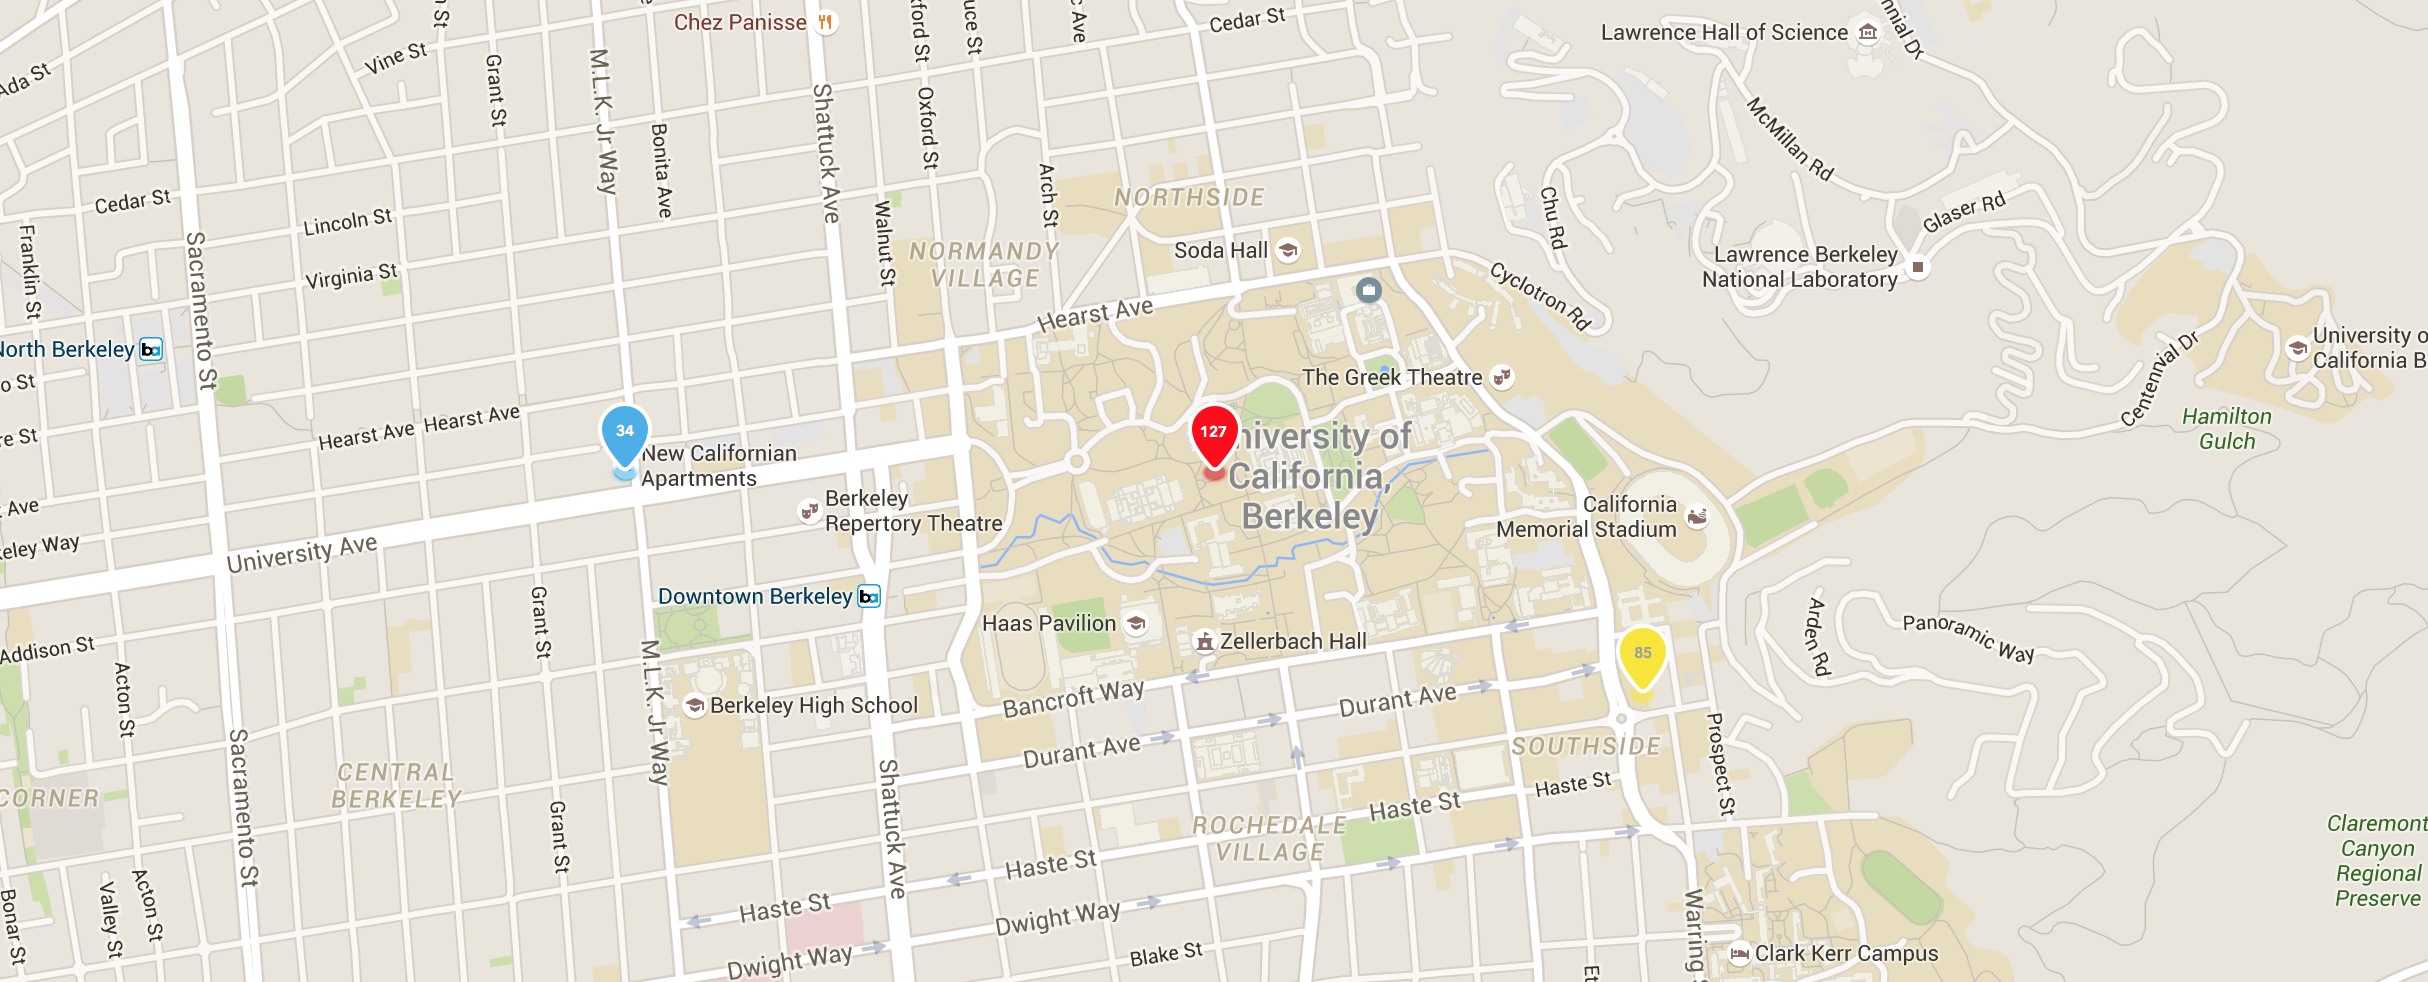 Chez Panisse
Cedar St
Lawrence Hall of Science
Vine St
Ada St
Grant St
M.L.K. Jr Way
Bonita Ave
Shattuck Ave
Oxford St
Arch St
McMillan Rd
Cedar St
Lincoln St
Virginia St
Franklin St
Sacramento St
Walnut St
NORTHSIDE
NORMANDY
VILLAGE
Soda Hall
Chu Rd
Glaser Rd
Lawrence Berkeley
National Laboratory
Cyclotron Rd
Hearst Ave
North Berkeley
University o
California B
Centennial Dr
The Greek Theatre
Hearst Ave
Hearst Ave
Hamilton
Gulch
34
New Californian
Apartments
127
niversity of
California,
Berkeley
Berkeley
Repertory Theatre
California
Memorial Stadium
University Ave
Downtown Berkeley
Haas Pavilion
Zellerbach Hall
Addison St
Acton St
Grant St
M.L.K. Jr Way
Berkeley High School
Bancroft Way
Durant Ave
Durant Ave
85
Arden Rd
Panoramic Way
SOUTHSIDE
Prospect St
CENTRAL
BERKELEY
CORNER
Sacramento St
Grant St
Shattuck Ave
Haste St
Haste St
Haste St
Haste St
ROCHEDALE
VILLAGE
Claremont
Canyon
Regional
Preserve
Dwight Way
Dwight Way
Blake St
Bonar St
Valley St
Acton St
Warring S
Clark Kerr Campus